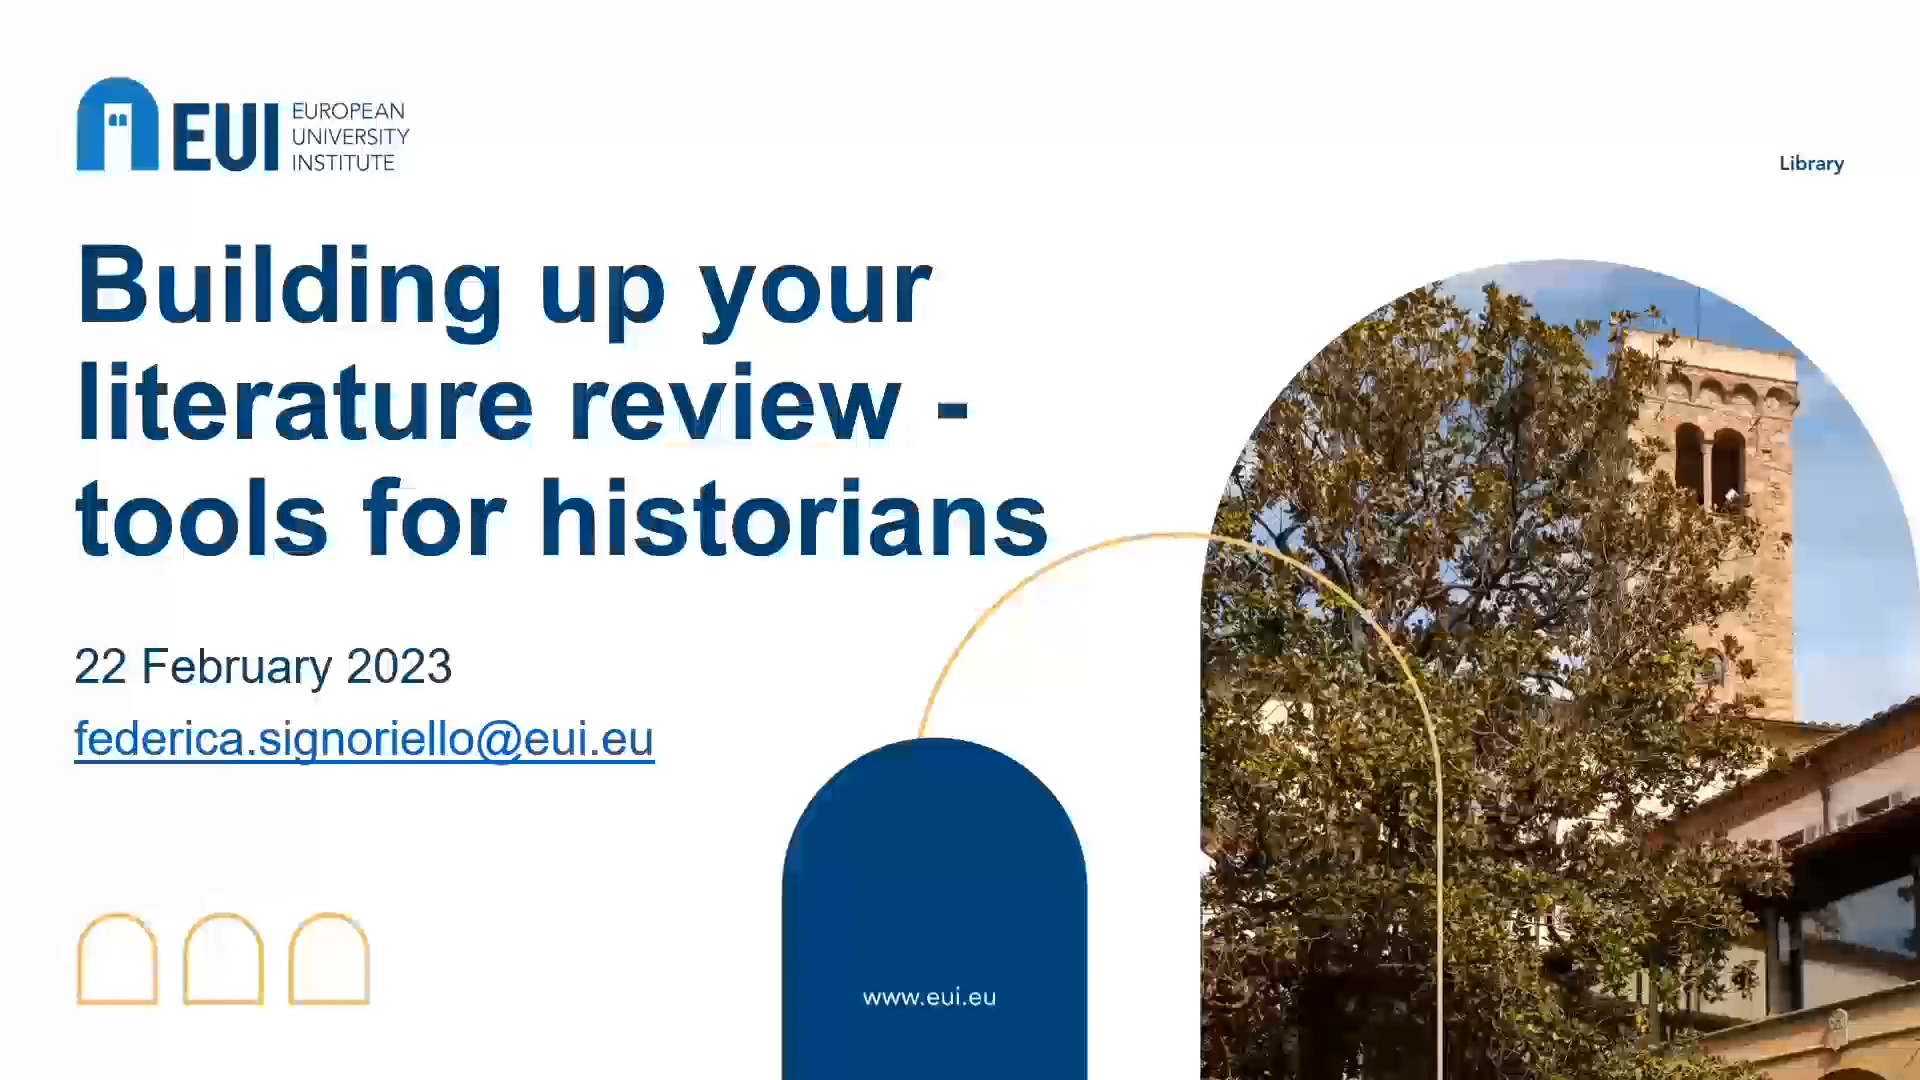 EUI
EUROPEAN
UNIVERSITY
INSTITUTE
Library
Building up your
literature review -
tools for historians
22 February 2023
federica.signoriello@eui.eu
www.eui.eu